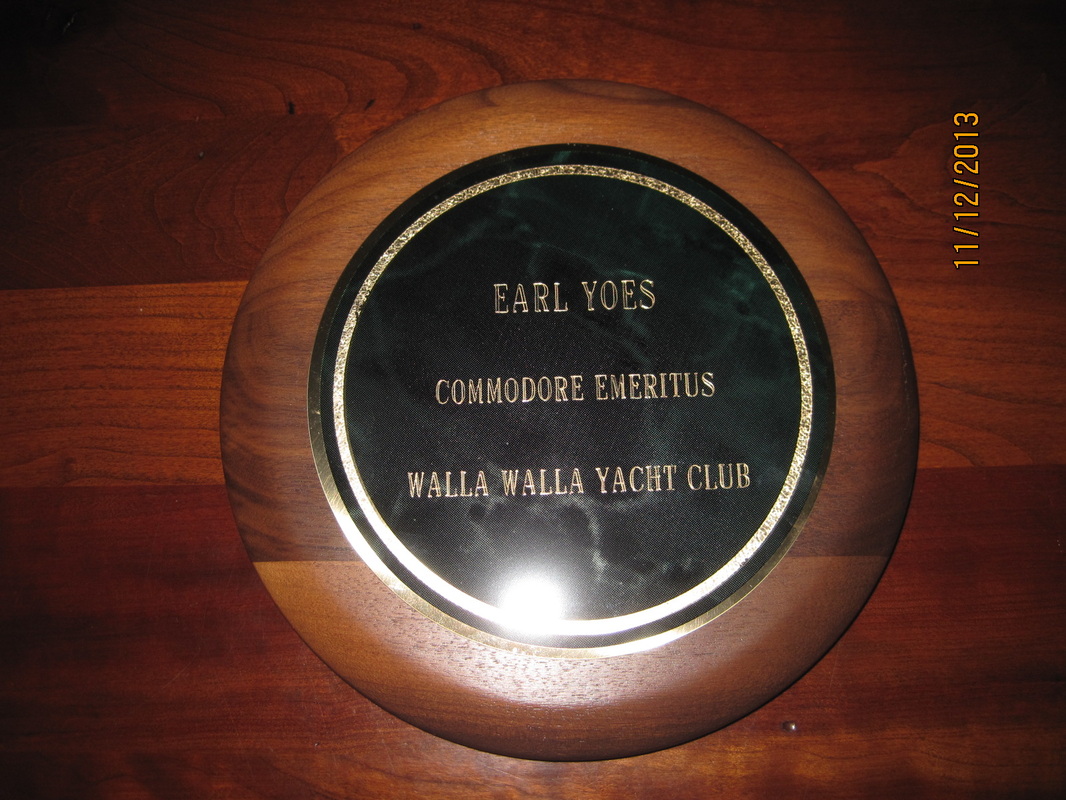 EARL YOES
COMMODORE EMERITUS
WALLA WALLA YACHT CLUB
11/12/2013